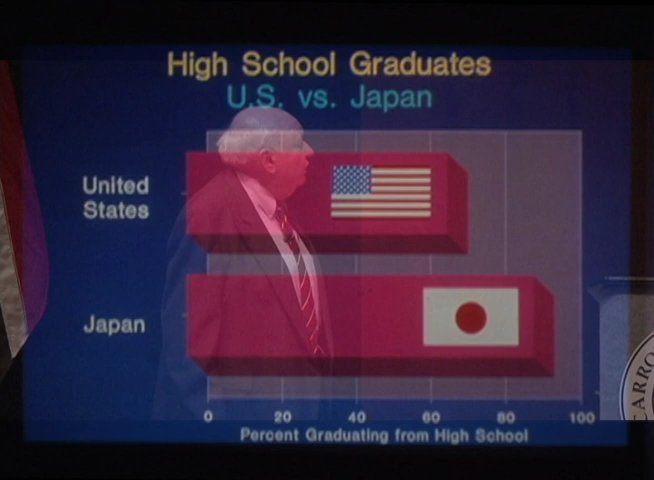 High School Graduates
U.S. vs. Japan
United
States
Japan
0 20 40 60 80 100
Percent Graduating from High School
CARRO